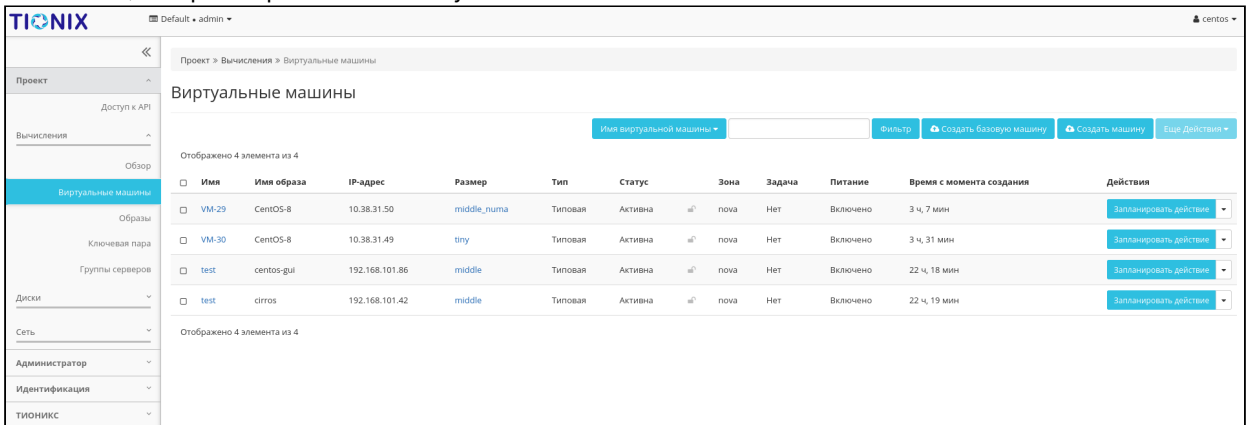 TIONIX
Default • admin
centos
Проект » Вычисления » Виртуальные машины
Проект
Доступ к API
Вычисления
Обзор
Виртуальные машины
Образы
Ключевая пара
Группы серверов
Диски
Сеть
Администратор
Идентификация
ТИОНИКС
Виртуальные машины
Имя виртуальной машины Фильтр Создать базовую машину Создать машину Еще Действия
Отображено 4 элемента из 4
Имя Имя образа IP-адрес Размер Тип Статус Зона Задача Питание Время с момента создания Действия
VM-29 CentOS-8 10.38.31.50 middle_numa Типовая Активна nova Нет Включено 3 ч, 7 мин Запланировать действие
VM-30 CentOS-8 10.38.31.49 tiny Типовая Активна nova Нет Включено 3 ч, 31 мин Запланировать действие
test centos-gui 192.168.101.86 middle Типовая Активна nova Нет Включено 22 ч, 18 мин Запланировать действие
test cirros 192.168.101.42 middle Типовая Активна nova Нет Включено 22 ч, 19 мин Запланировать действие
Отображено 4 элемента из 4